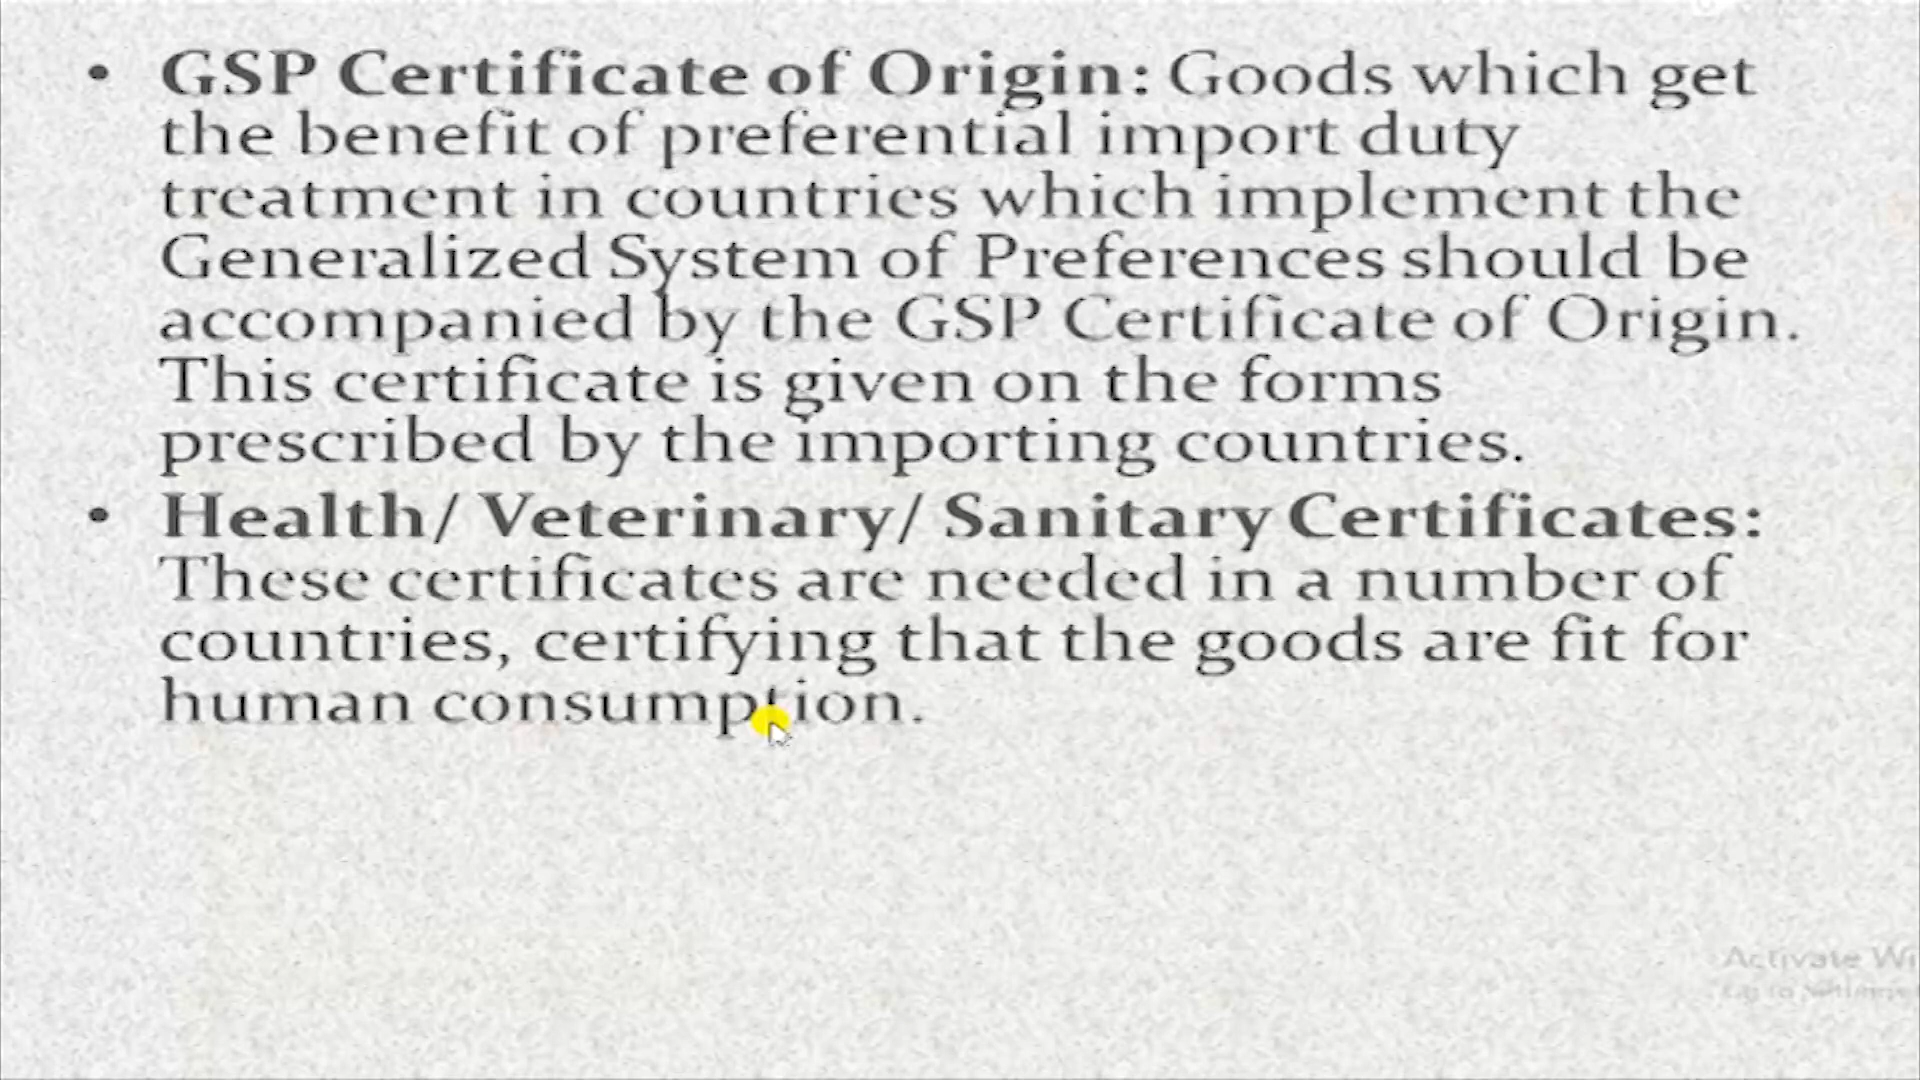 • GSP Certificate of Origin: Goods which get
the benefit of preferential import duty
treatment in countries which implement the
Generalized System of Preferences should be
accompanied by the GSP Certificate of Origin.
This certificate is given on the forms
prescribed by the importing countries.
• Health/ Veterinary/ Sanitary Certificates:
These certificates are needed in a number of
countries, certifying that the goods are fit for
human consumption.
Activate Wi